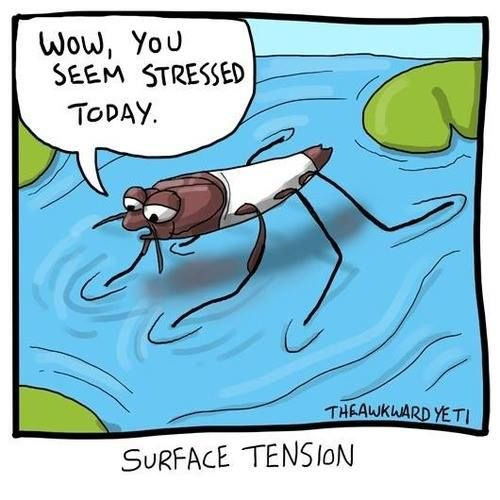 WOW, YOU
SEEM STRESSED
TODAY.
THEAWKWARDYETI
SURFACE TENSION